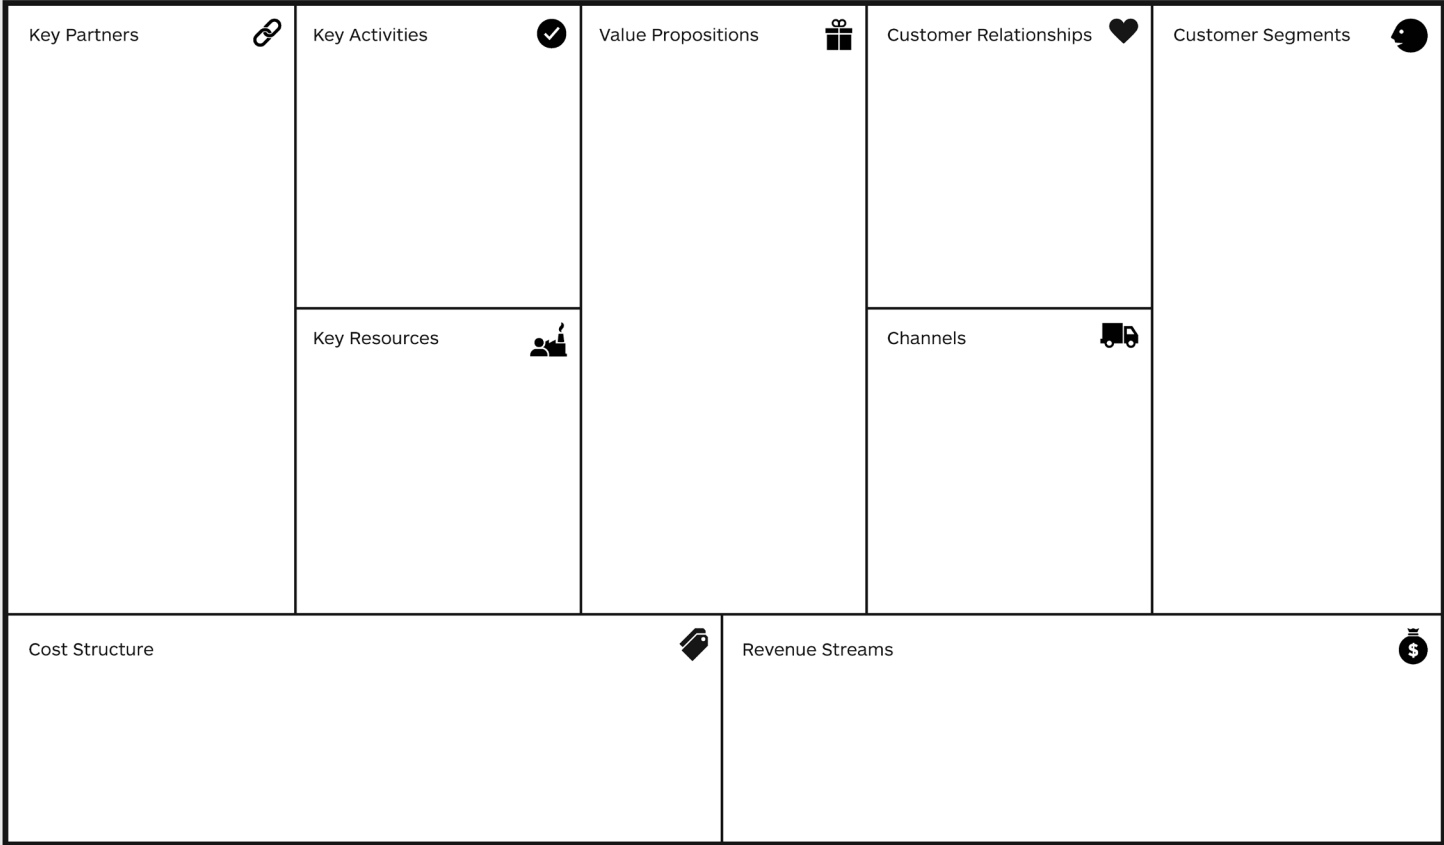 Key Partners
Key Activities
Value Propositions
Customer Relationships
Customer Segments
Key Resources
Channels
Cost Structure
Revenue Streams
$